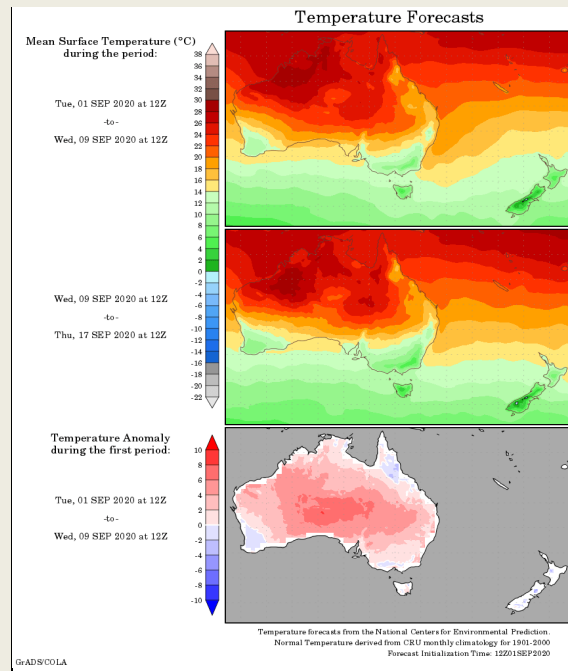 Temperature Forecasts
Mean Surface Temperature (°C)
during the period:
Tue, 01 SEP 2020 at 12Z
-to-
Wed, 09 SEP 2020 at 12Z
38
36
34
32
30
28
26
24
22
20
18
16
14
12
10
8
6
4
2
0
-2
-4
-6
-8
-10
-12
-14
-16
-18
-20
-22
Wed, 09 SEP 2020 at 12Z
-to-
Thu, 17 SEP 2020 at 12Z
Temperature Anomaly
during the first period:
Tue, 01 SEP 2020 at 12Z
-to-
Wed, 09 SEP 2020 at 12Z
10
8
6
4
2
0
-2
-4
-6
-8
-10
Temperature forecasts from the National Centers for Environmental Prediction.
Normal Temperature derived from CRU monthly climatology for 1901-2000
Forecast Initialization Time: 12Z01SEP2020
GrADS/COLA